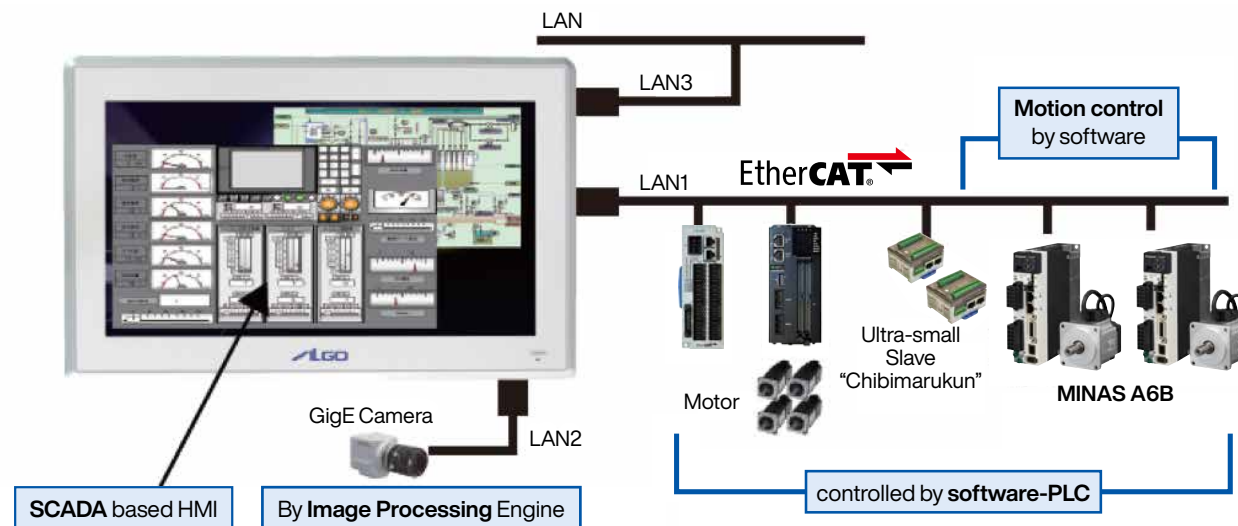 LAN
LAN3
Motion control
by software
EtherCAT®
LAN1
ALGO
Ultra-small
Slave
“Chibimarukun”
Motor
MINAS A6B
GigE Camera
LAN2
SCADA based HMI
By Image Processing Engine
controlled by software-PLC